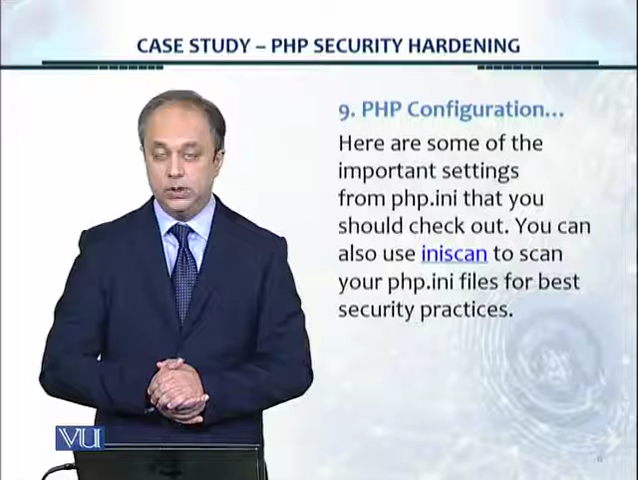 CASE STUDY – PHP SECURITY HARDENING
9. PHP Configuration...
Here are some of the
important settings
from php.ini that you
should check out. You can
also use iniscan to scan
your php.ini files for best
security practices.
VU